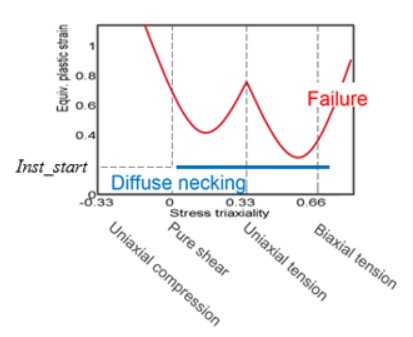 Equiv. plastic strain
1
0.8
0.6
0.4
0
Failure
Inst_start
Diffuse necking
-0.33 0 0.33 0.66
Stress triaxiality
Uniaxial compression
Pure shear
Uniaxial tension
Biaxial tension